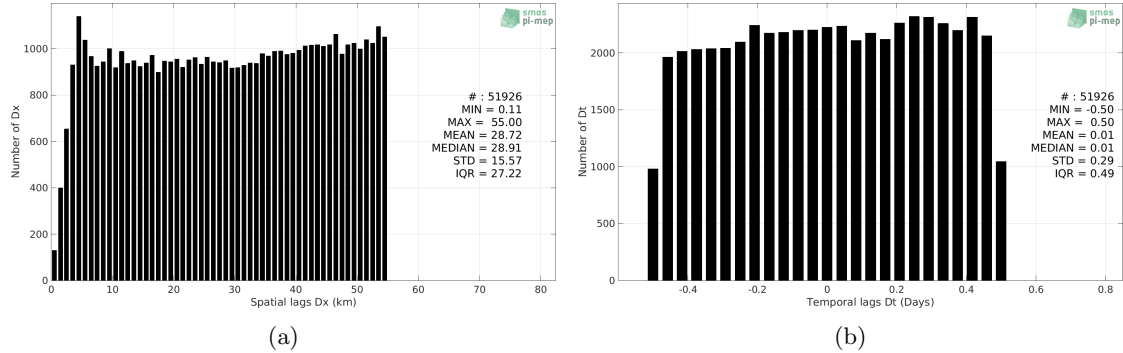 smos
pi-mep
Number of Dx
1000
800
600
400
200
0
# : 51926
MIN = 0.11
MAX = 55.00
MEAN = 28.72
MEDIAN = 28.91
STD = 15.57
IQR = 27.22
0 10 20 30 40 50 60 70 80
Spatial lags Dx (km)
(a)
smos
pi-mep
Number of Dt
2000
1500
1000
500
0
# : 51926
MIN = -0.50
MAX = 0.50
MEAN = 0.01
MEDIAN = 0.01
STD = 0.29
IQR = 0.49
-0.4 -0.2 0 0.2 0.4 0.6 0.8
Temporal lags Dt (Days)
(b)